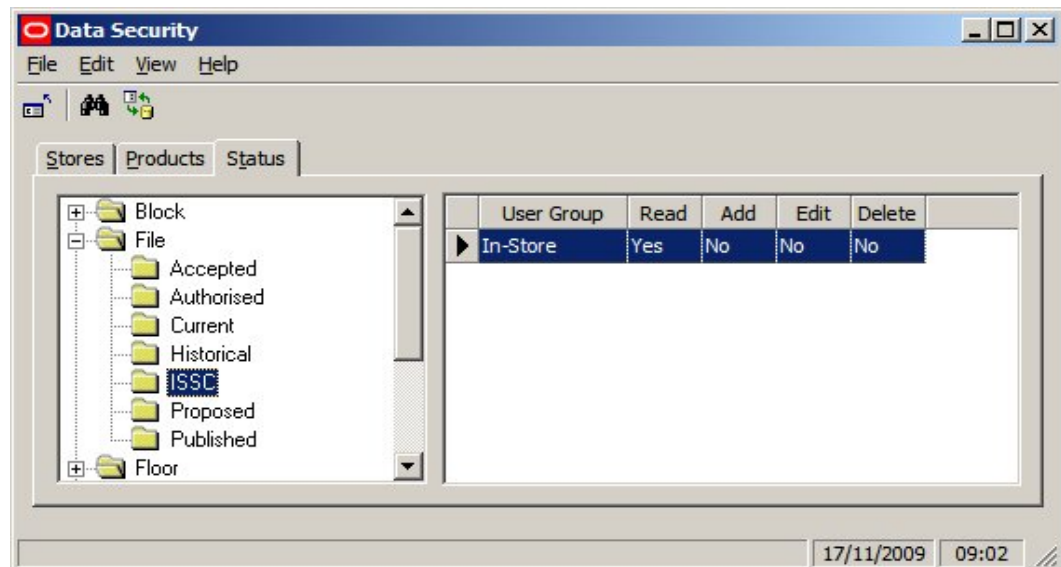 Data Security
File Edit View Help
Stores Products Status
Block
File
Accepted
Authorised
Current
Historical
ISSC
Proposed
Published
Floor
User Group Read Add Edit Delete
In-Store Yes No No No
17/11/2009 09:02